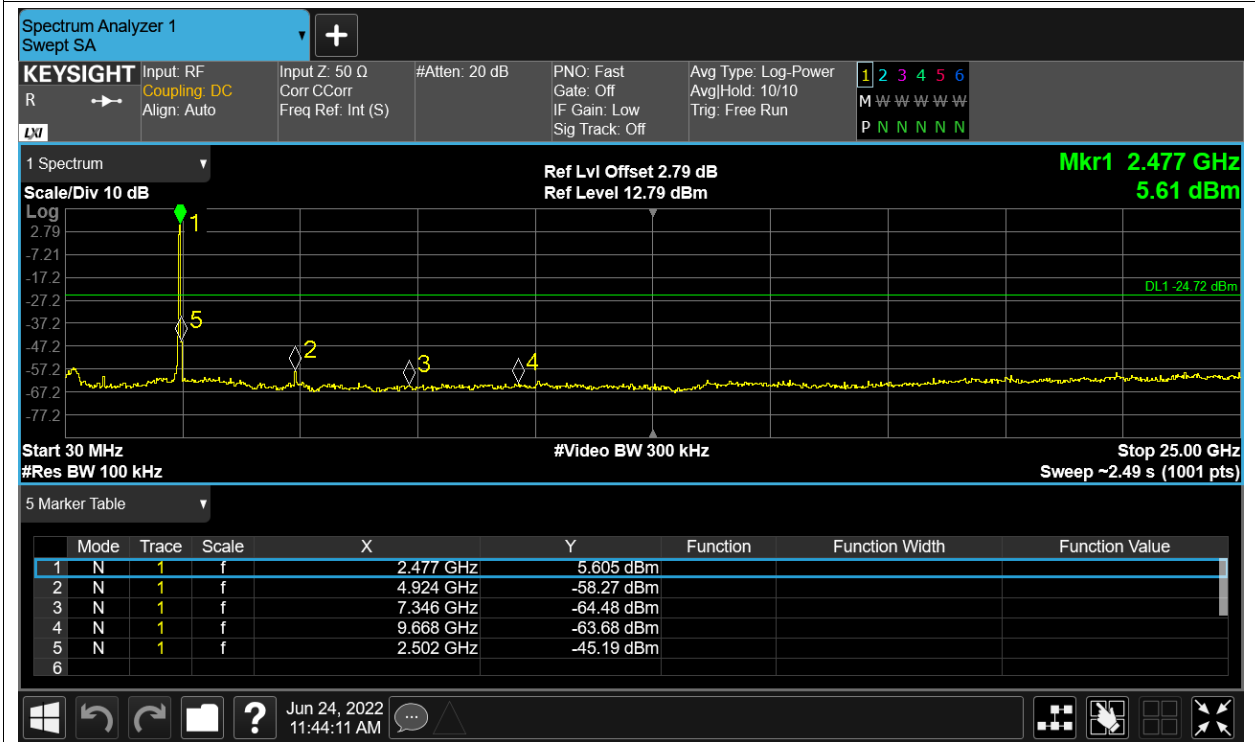 Spectrum Analyzer 1
Swept SA
+
KEYSIGHT Input: RF Input Z: 50 Ω #Atten: 20 dB PNO: Fast Avg Type: Log-Power 1 2 3 4 5 6
R Coupling: DC Corr CCorr Gate: Off Avg|Hold: 10/10 M W W W W W
Align: Auto Freq Ref: Int (S) IF Gain: Low Trig: Free Run
LXI Sig Track: Off P N N N N N
1 Spectrum
Ref Lvl Offset 2.79 dB Mkr1 2.477 GHz
Scale/Div 10 dB Ref Level 12.79 dBm 5.61 dBm
Log
1
2.79
-7.21
-17.2
DL1 -24.72 dBm
-27.2
-37.2
5
-47.2
2
-57.2
3
4
-67.2
-77.2
Start 30 MHz #Video BW 300 kHz Stop 25.00 GHz
#Res BW 100 kHz Sweep ~2.49 s (1001 pts)
5 Marker Table
Mode Trace Scale X Y Function Function Width Function Value
1 N 1 f 2.477 GHz 5.605 dBm
2 N 1 f 4.924 GHz -58.27 dBm
3 N 1 f 7.346 GHz -64.48 dBm
4 N 1 f 9.668 GHz -63.68 dBm
5 N 1 f 2.502 GHz -45.19 dBm
6
? Jun 24, 2022
11:44:11 AM